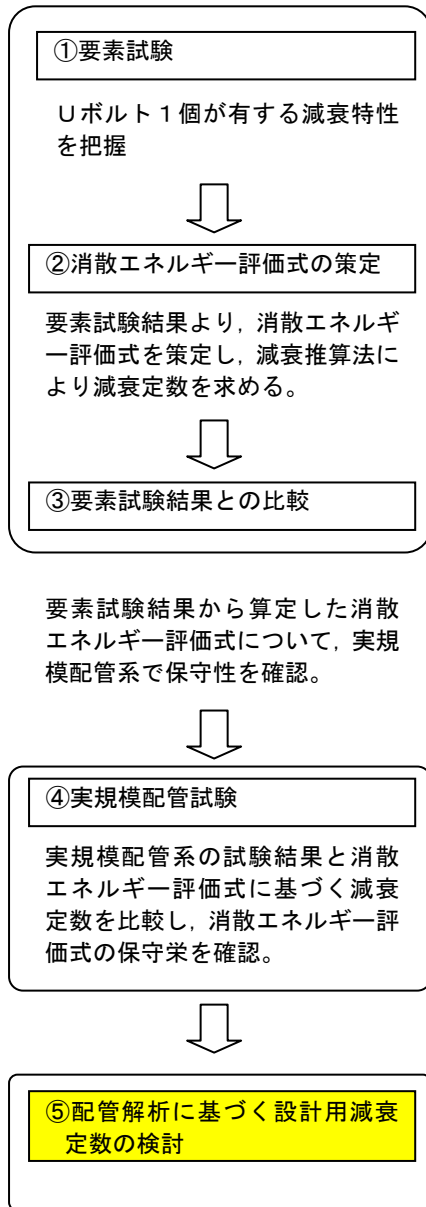 ①要素試験
Uボルト１個が有する減衰特性
を把握
②消散エネルギー評価式の策定
要素試験結果より，消散エネルギ
ー評価式を策定し，減衰推算法に
より減衰定数を求める。
③要素試験結果との比較
要素試験結果から算定した消散
エネルギー評価式について，実規
模配管系で保守性を確認。
④実規模配管試験
実規模配管系の試験結果と消散
エネルギー評価式に基づく減衰
定数を比較し，消散エネルギー評
価式の保守栄を確認。
⑤配管解析に基づく設計用減衰
定数の検討